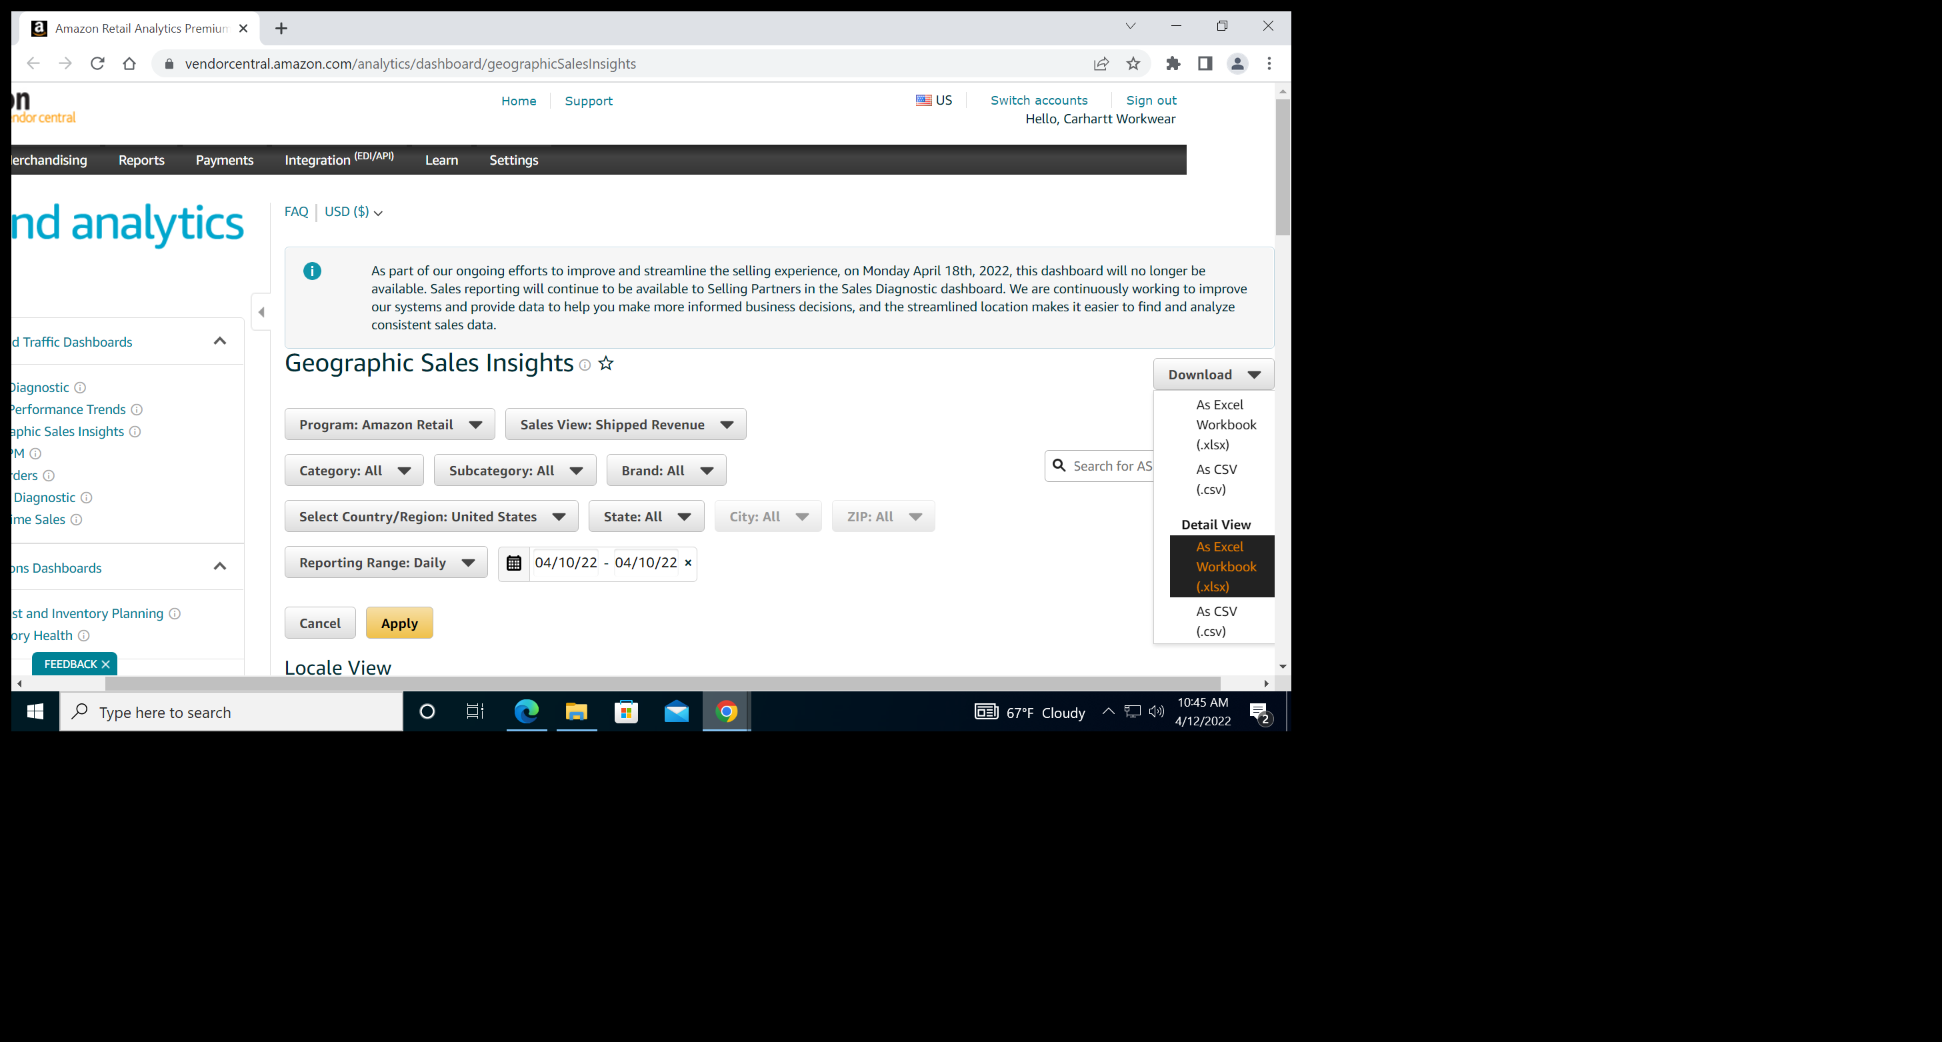 Amazon Retail Analytics Premium
vendorcentral.amazon.com/analytics/dashboard/geographicSalesInsights
on
ndor central
Home
Support
US
Switch accounts
Sign out
Hello, Carhartt Workwear
lerchandising
Reports
Payments
Integration (EDI/API)
Learn
Settings
nd analytics
FAQ
USD ($)
As part of our ongoing efforts to improve and streamline the selling experience, on Monday April 18th, 2022, this dashboard will no longer be
available. Sales reporting will continue to be available to Selling Partners in the Sales Diagnostic dashboard. We are continuously working to improve
our systems and provide data to help you make more informed business decisions, and the streamlined location makes it easier to find and analyze
consistent sales data.
d Traffic Dashboards
Diagnostic
Performance Trends
aphic Sales Insights
PM
rders
Diagnostic
ime Sales
ons Dashboards
st and Inventory Planning
ory Health
FEEDBACK
Geographic Sales Insights
Download
As Excel
Workbook
(.xlsx)
As CSV
(.csv)
Detail View
As Excel
Workbook
(.xlsx)
As CSV
(.csv)
Program: Amazon Retail
Sales View: Shipped Revenue
Category: All
Subcategory: All
Brand: All
Search for AS
Select Country/Region: United States
State: All
City: All
ZIP: All
Reporting Range: Daily
04/10/22 - 04/10/22
Cancel
Apply
Locale View
Type here to search
67°F Cloudy
10:45 AM
4/12/2022
2